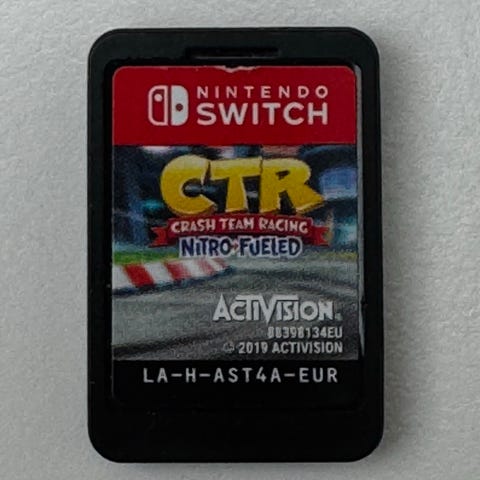 NINTENDO
SWITCH
CTR
CRASH TEAM RACING
NITRO-FUELED
ACTIVISION.
88398134EU
© 2019 ACTIVISION
LA-H-AST4A-EUR